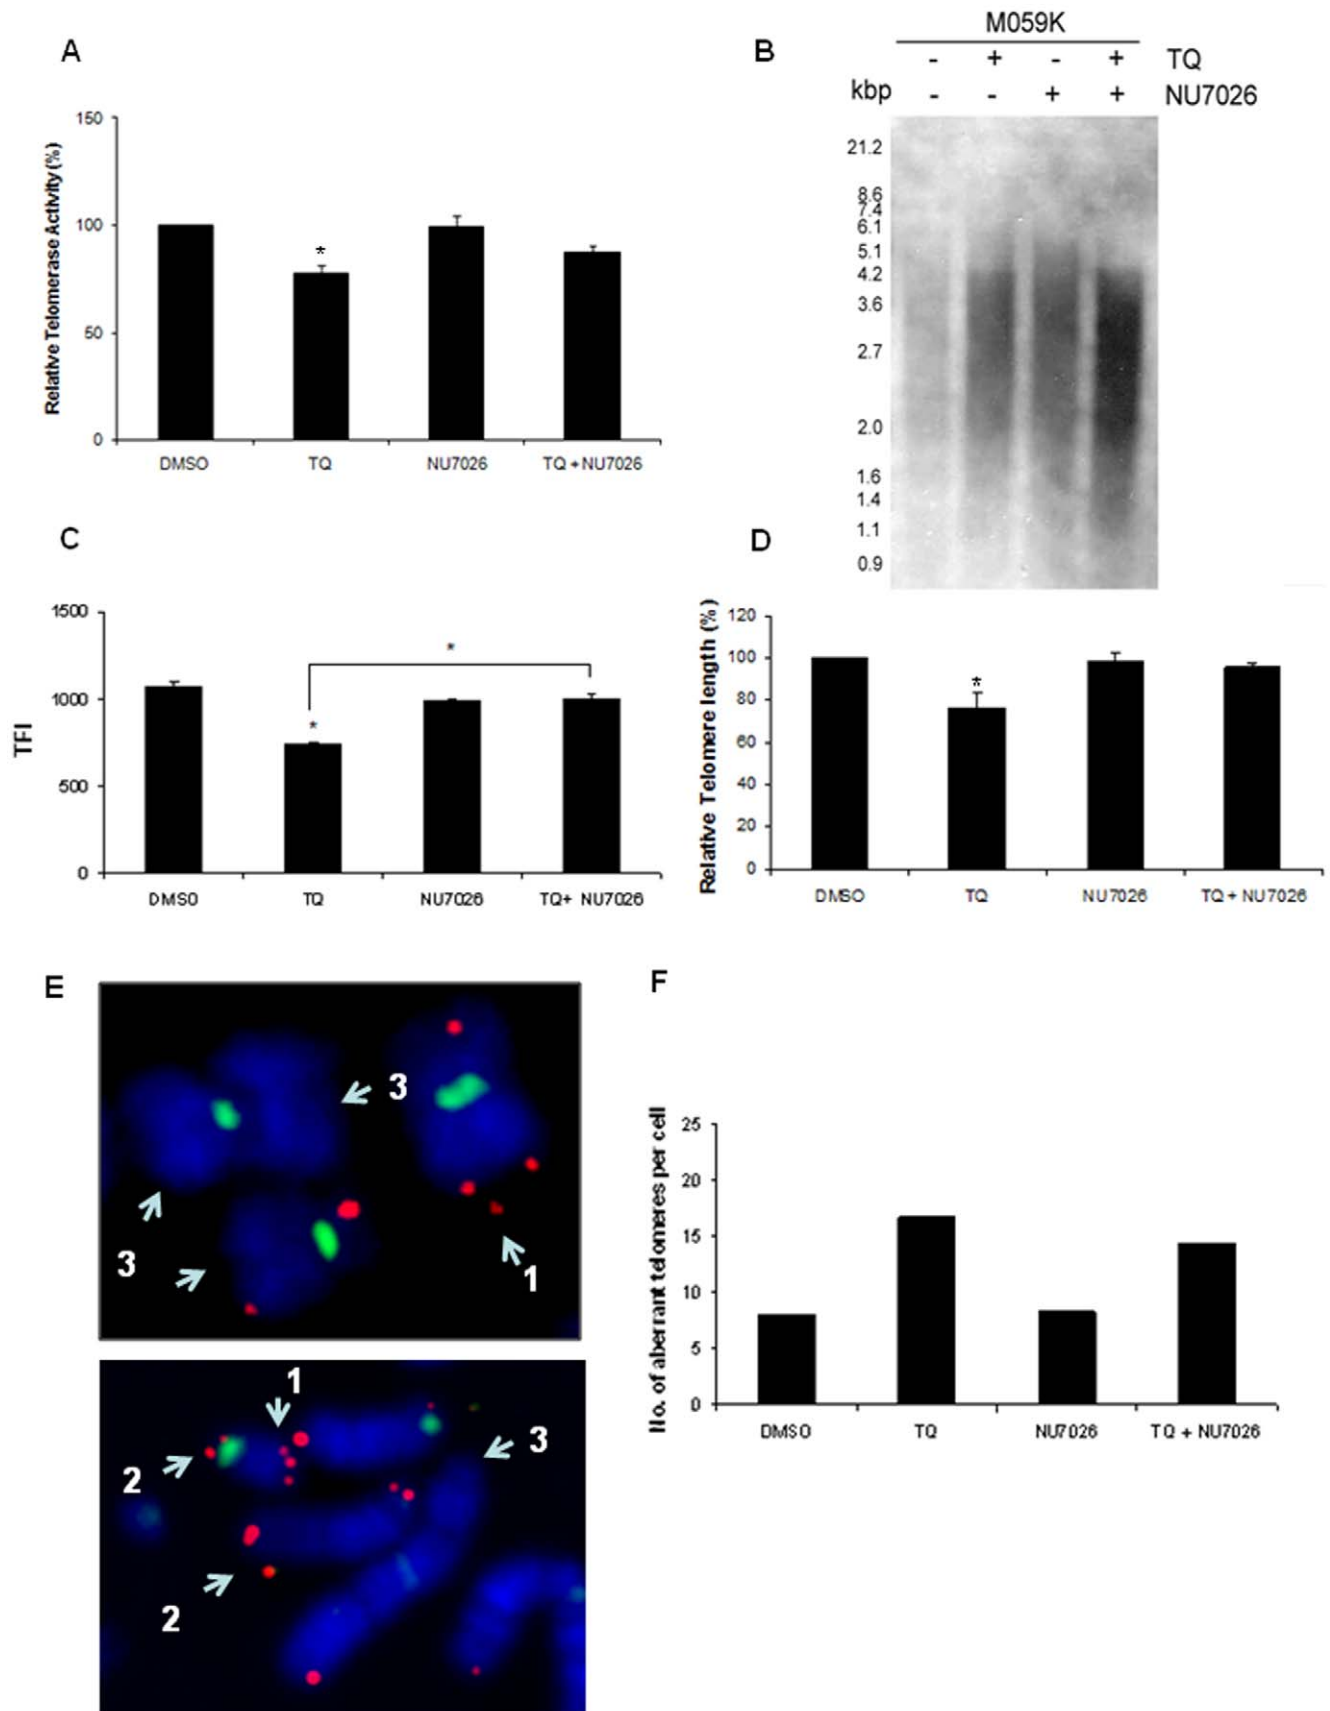 A
Relative Telomerase Activity (%)
150
100
50
0
*
DMSO TQ NU7026 TQ + NU7026
B
M059K
- + - + TQ
kbp - - + + NU7026
21.2
8.6
7.4
6.1
5.1
4.2
3.6
2.7
2.0
1.6
1.4
1.1
0.9
C
TFI
1500
1000
500
0
*
*
DMSO TQ NU7026 TQ+ NU7026
D
Relative Telomere length (%)
120
100
80
60
40
20
0
*
DMSO TQ NU7026 TQ + NU7026
E
3
3
1
1
2
3
2
F
No. of aberrant telomeres per cell
25
20
15
10
5
0
DMSO TQ NU7026 TQ + NU7026